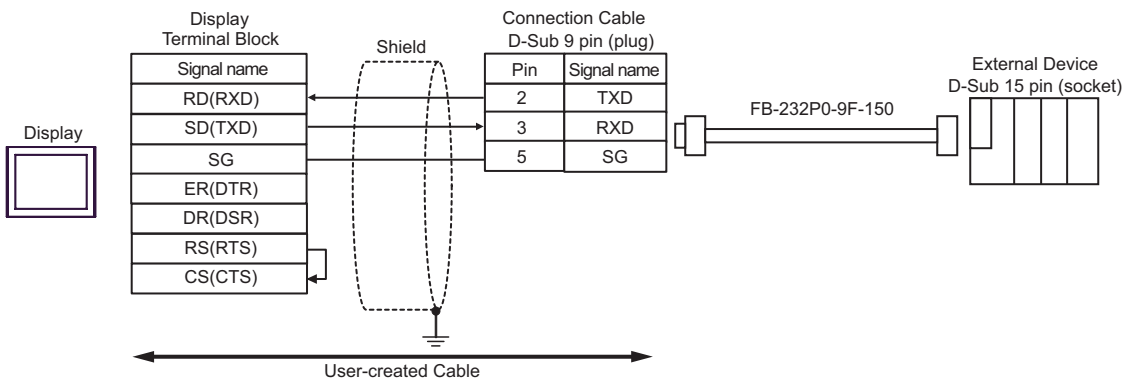 Display
Display
Terminal Block
Signal name
RD(RXD)
SD(TXD)
SG
ER(DTR)
DR(DSR)
RS(RTS)
CS(CTS)
Shield
Connection Cable
D-Sub 9 pin (plug)
Pin Signal name
2 TXD
3 RXD
5 SG
FB-232P0-9F-150
External Device
D-Sub 15 pin (socket)
User-created Cable